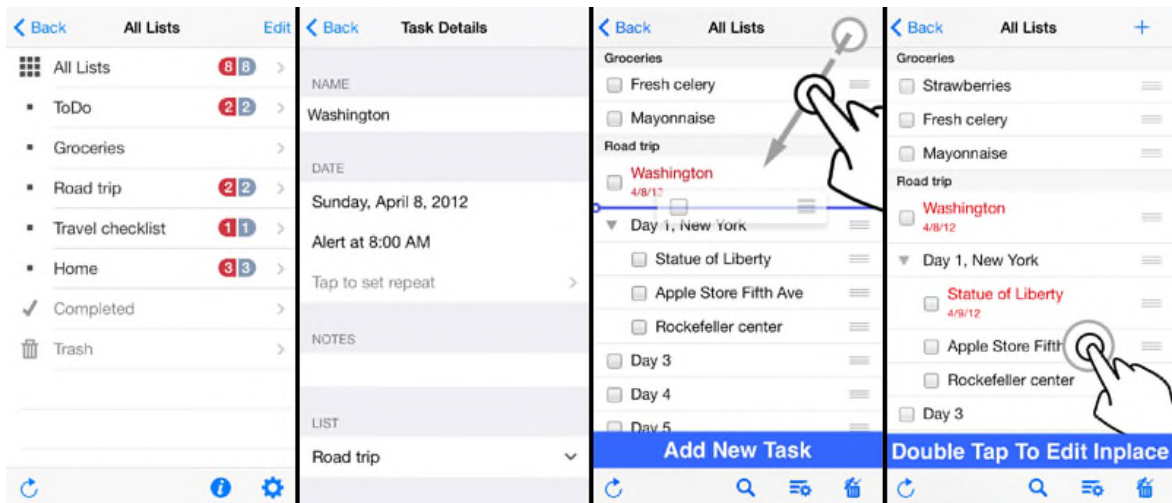 Back All Lists Edit
All Lists 8 8
ToDo 2 2
Groceries
Road trip 2 2
Travel checklist 1 1
Home 3 3
Completed
Trash
Back Task Details
NAME
Washington
DATE
Sunday, April 8, 2012
Alert at 8:00 AM
Tap to set repeat
NOTES
LIST
Road trip
Back All Lists
Groceries
Fresh celery
Mayonnaise
Road trip
Washington
4/8/12
Day 1, New York
Statue of Liberty
Apple Store Fifth Ave
Rockefeller center
Day 3
Day 4
Day 5
Add New Task
Back All Lists +
Groceries
Strawberries
Fresh celery
Mayonnaise
Road trip
Washington
4/8/12
Day 1, New York
Statue of Liberty
4/9/12
Apple Store Fifth
Rockefeller center
Day 3
Double Tap To Edit Inplace